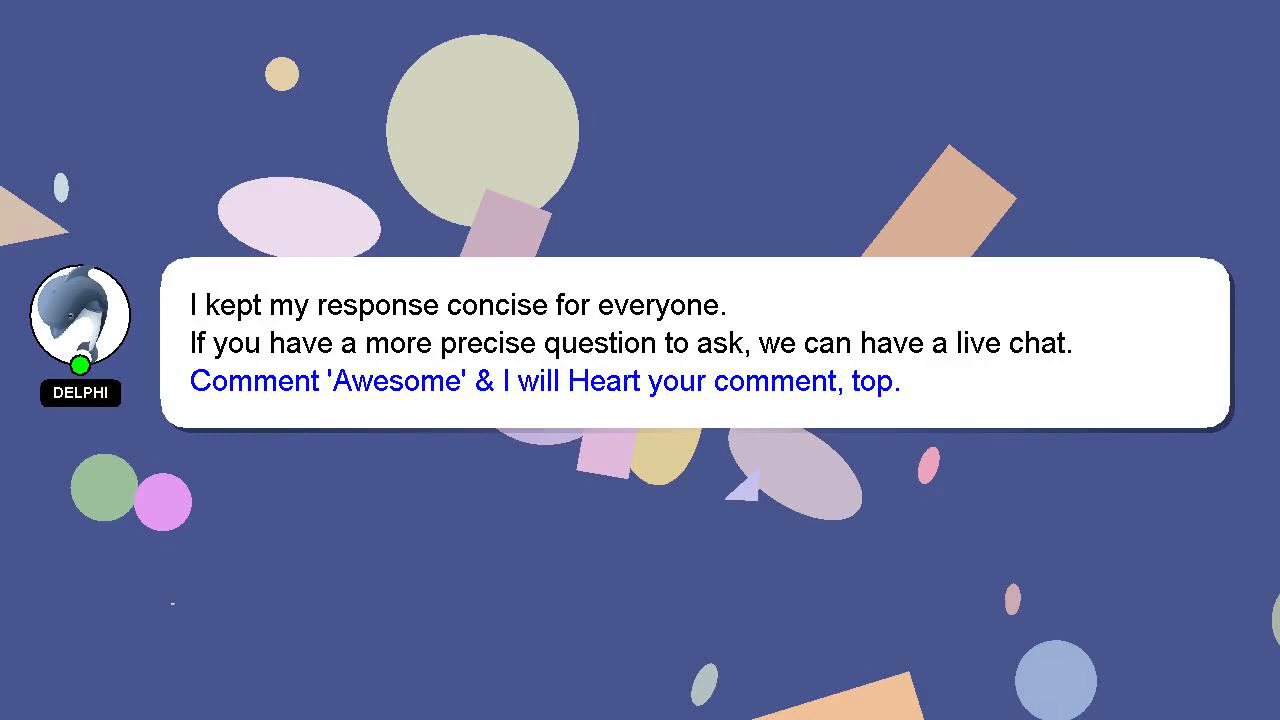 I kept my response concise for everyone.
If you have a more precise question to ask, we can have a live chat.
Comment 'Awesome' & I will Heart your comment, top.
DELPHI